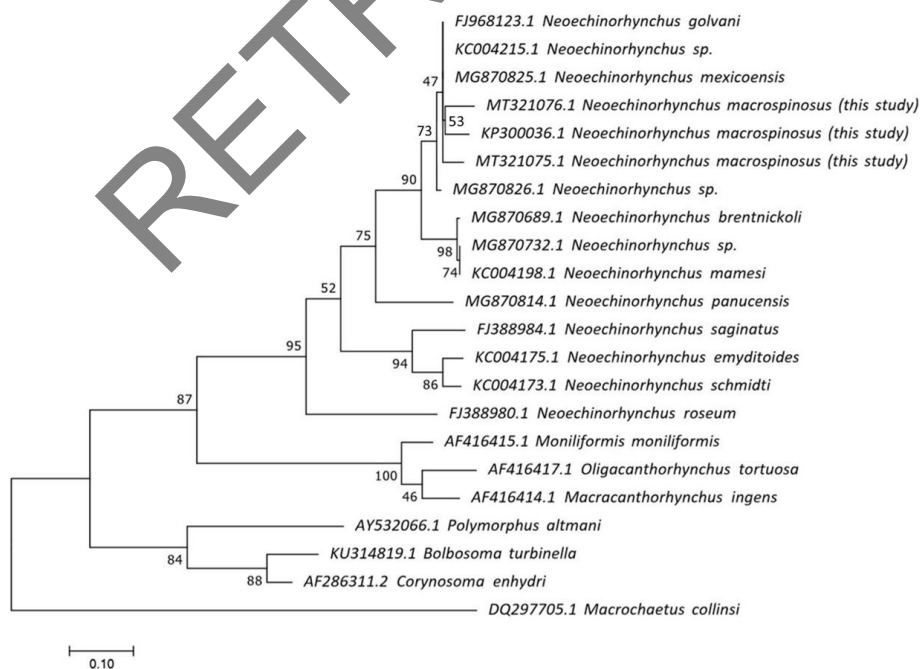 RETR
FJ968123.1 Neoechinorhynchus golvani
KC004215.1 Neoechinorhynchus sp.
47
MG870825.1 Neoechinorhynchus mexicoensis
MT321076.1 Neoechinorhynchus macrospinosus (this study)
53
73
KP300036.1 Neoechinorhynchus macrospinosus (this study)
MT321075.1 Neoechinorhynchus macrospinosus (this study)
90
MG870826.1 Neoechinorhynchus sp.
MG870689.1 Neoechinorhynchus brentnickoli
75
MG870732.1 Neoechinorhynchus sp.
98
74
KC004198.1 Neoechinorhynchus mamesi
52
MG870814.1 Neoechinorhynchus panucensis
FJ388984.1 Neoechinorhynchus saginatus
95
KC004175.1 Neoechinorhynchus emyditoides
94
86
KC004173.1 Neoechinorhynchus schmidti
87
FJ388980.1 Neoechinorhynchus roseum
AF416415.1 Moniliformis moniliformis
100
AF416417.1 Oligacanthorhynchus tortuosa
46
AF416414.1 Macracanthorhynchus ingens
AY532066.1 Polymorphus altmani
84
KU314819.1 Bolbosoma turbinella
88
AF286311.2 Corynosoma enhydri
DQ297705.1 Macrochaetus collinsi
0.10